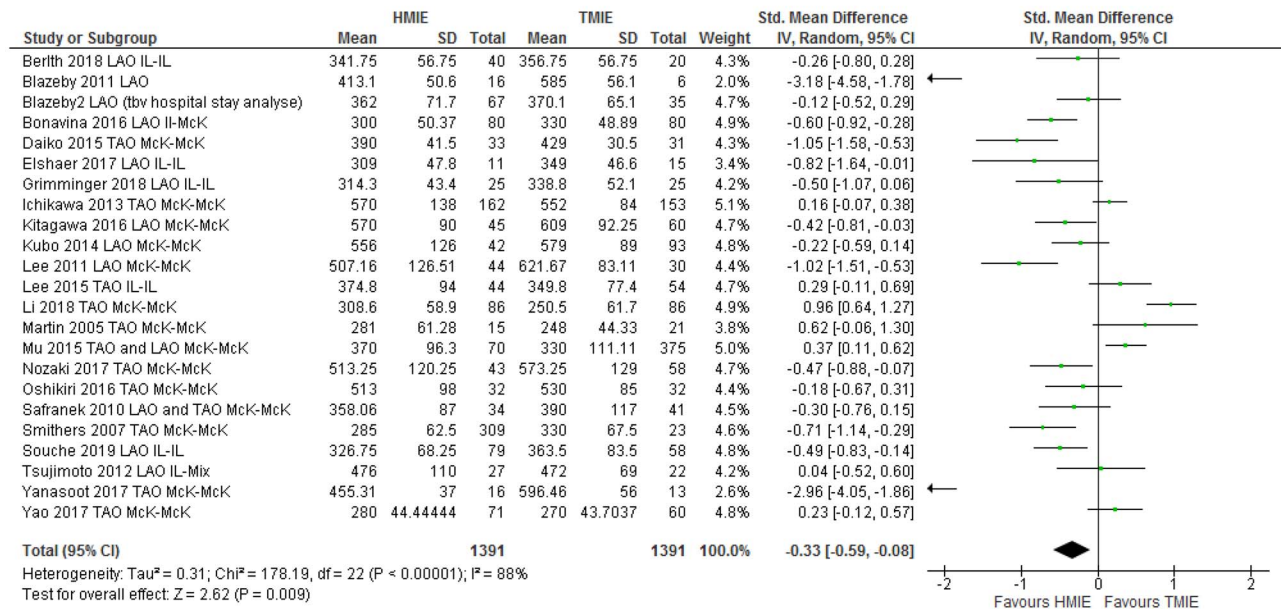 HMIE TMIE Std. Mean Difference Std. Mean Difference
Study or Subgroup Mean SD Total Mean SD Total Weight IV, Random, 95% CI IV, Random, 95% CI
Berlth 2018 LAO IL-IL 341.75 56.75 40 356.75 56.75 20 4.3% -0.26 [-0.80, 0.28]
Blazeby 2011 LAO 413.1 50.6 16 585 56.1 6 2.0% -3.18 [-4.58, -1.78]
Blazeby2 LAO (tbv hospital stay analyse) 362 71.7 67 370.1 65.1 35 4.7% -0.12 [-0.52, 0.29]
Bonavina 2016 LAO Il-McK 300 50.37 80 330 48.89 80 4.9% -0.60 [-0.92, -0.28]
Daiko 2015 TAO McK-McK 390 41.5 33 429 30.5 31 4.3% -1.05 [-1.58, -0.53]
Elshaer 2017 LAO IL-IL 309 47.8 11 349 46.6 15 3.4% -0.82 [-1.64, -0.01]
Grimminger 2018 LAO IL-IL 314.3 43.4 25 338.8 52.1 25 4.2% -0.50 [-1.07, 0.06]
Ichikawa 2013 TAO McK-McK 570 138 162 552 84 153 5.1% 0.16 [-0.07, 0.38]
Kitagawa 2016 LAO McK-McK 570 90 45 609 92.25 60 4.7% -0.42 [-0.81, -0.03]
Kubo 2014 LAO McK-McK 556 126 42 579 89 93 4.8% -0.22 [-0.59, 0.14]
Lee 2011 LAO McK-McK 507.16 126.51 44 621.67 83.11 30 4.4% -1.02 [-1.51, -0.53]
Lee 2015 TAO IL-IL 374.8 94 44 349.8 77.4 54 4.7% 0.29 [-0.11, 0.69]
Li 2018 TAO McK-McK 308.6 58.9 86 250.5 61.7 86 4.9% 0.96 [0.64, 1.27]
Martin 2005 TAO McK-McK 281 61.28 15 248 44.33 21 3.8% 0.62 [-0.06, 1.30]
Mu 2015 TAO and LAO McK-McK 370 96.3 70 330 111.11 375 5.0% 0.37 [0.11, 0.62]
Nozaki 2017 TAO McK-McK 513.25 120.25 43 573.25 129 58 4.7% -0.47 [-0.88, -0.07]
Oshikiri 2016 TAO McK-McK 513 98 32 530 85 32 4.4% -0.18 [-0.67, 0.31]
Safranek 2010 LAO and TAO McK-McK 358.06 87 34 390 117 41 4.5% -0.30 [-0.76, 0.15]
Smithers 2007 TAO McK-McK 285 62.5 309 330 67.5 23 4.6% -0.71 [-1.14, -0.29]
Souche 2019 LAO IL-IL 326.75 68.25 79 363.5 83.5 58 4.8% -0.49 [-0.83, -0.14]
Tsujimoto 2012 LAO IL-Mix 476 110 27 472 69 22 4.2% 0.04 [-0.52, 0.60]
Yanasoot 2017 TAO McK-McK 455.31 37 16 596.46 56 13 2.6% -2.96 [-4.05, -1.86]
Yao 2017 TAO McK-McK 280 44.44444 71 270 43.7037 60 4.8% 0.23 [-0.12, 0.57]
Total (95% CI) 1391 1391 100.0% -0.33 [-0.59, -0.08]
Heterogeneity: Tau² = 0.31; Chi² = 178.19, df = 22 (P < 0.00001); I² = 88%
Test for overall effect: Z = 2.62 (P = 0.009)
-2 -1 0 1 2
Favours HMIE Favours TMIE